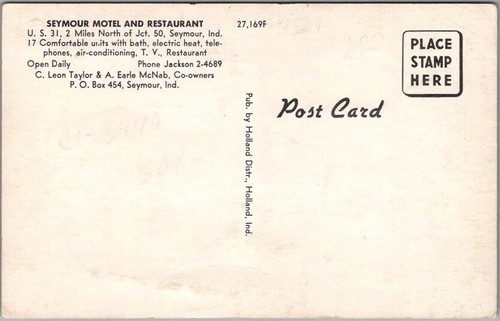 SEYMOUR MOTEL AND RESTAURANT
U. S. 31, 2 Miles North of Jct. 50, Seymour, Ind.
17 Comfortable units with bath, electric heat, tele-
phones, air-conditioning, T. V., Restaurant
Open Daily Phone Jackson 2-4689
C. Leon Taylor & A. Earle McNab, Co-owners
P. O. Box 454, Seymour, Ind.
27,169F
Pub. by Holland Distr., Holland, Ind.
Post Card
PLACE
STAMP
HERE